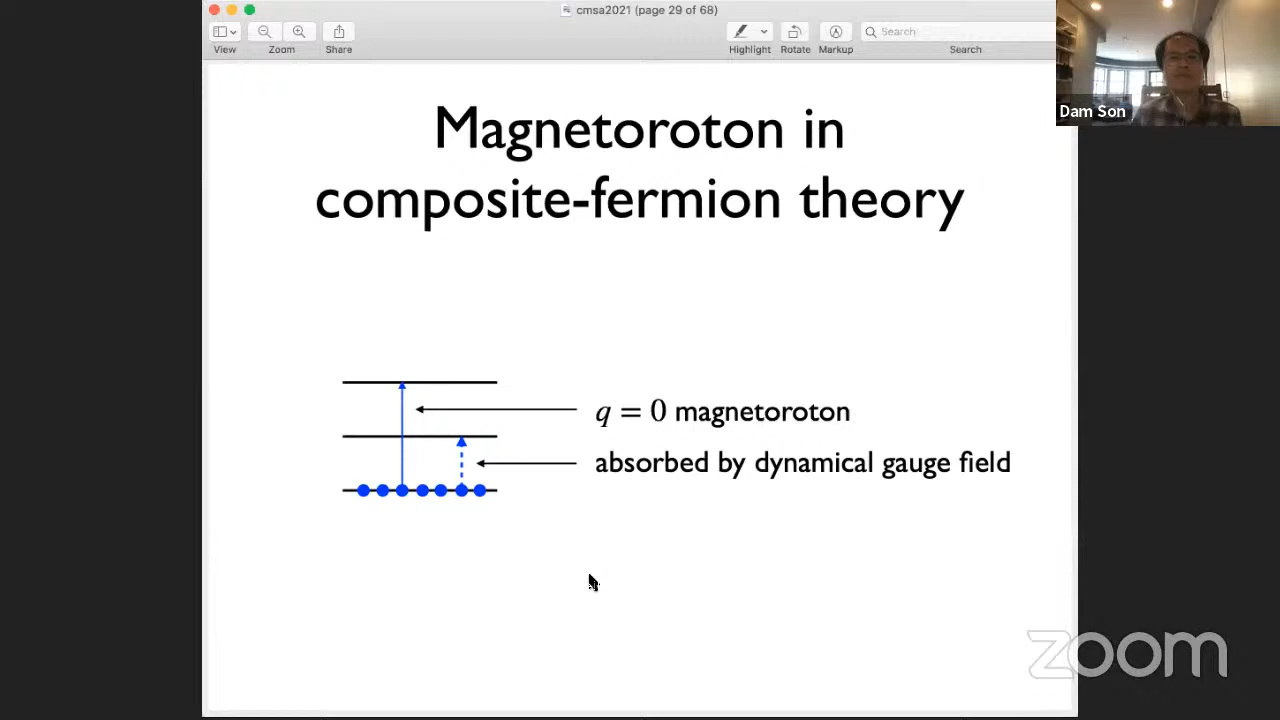 cmsa2021 (page 29 of 68)
View
Zoom
Share
Highlight
Rotate
Markup
Search
Search
Dam Son
Magnetoroton in
composite-fermion theory
q = 0 magnetoroton
absorbed by dynamical gauge field
zoom